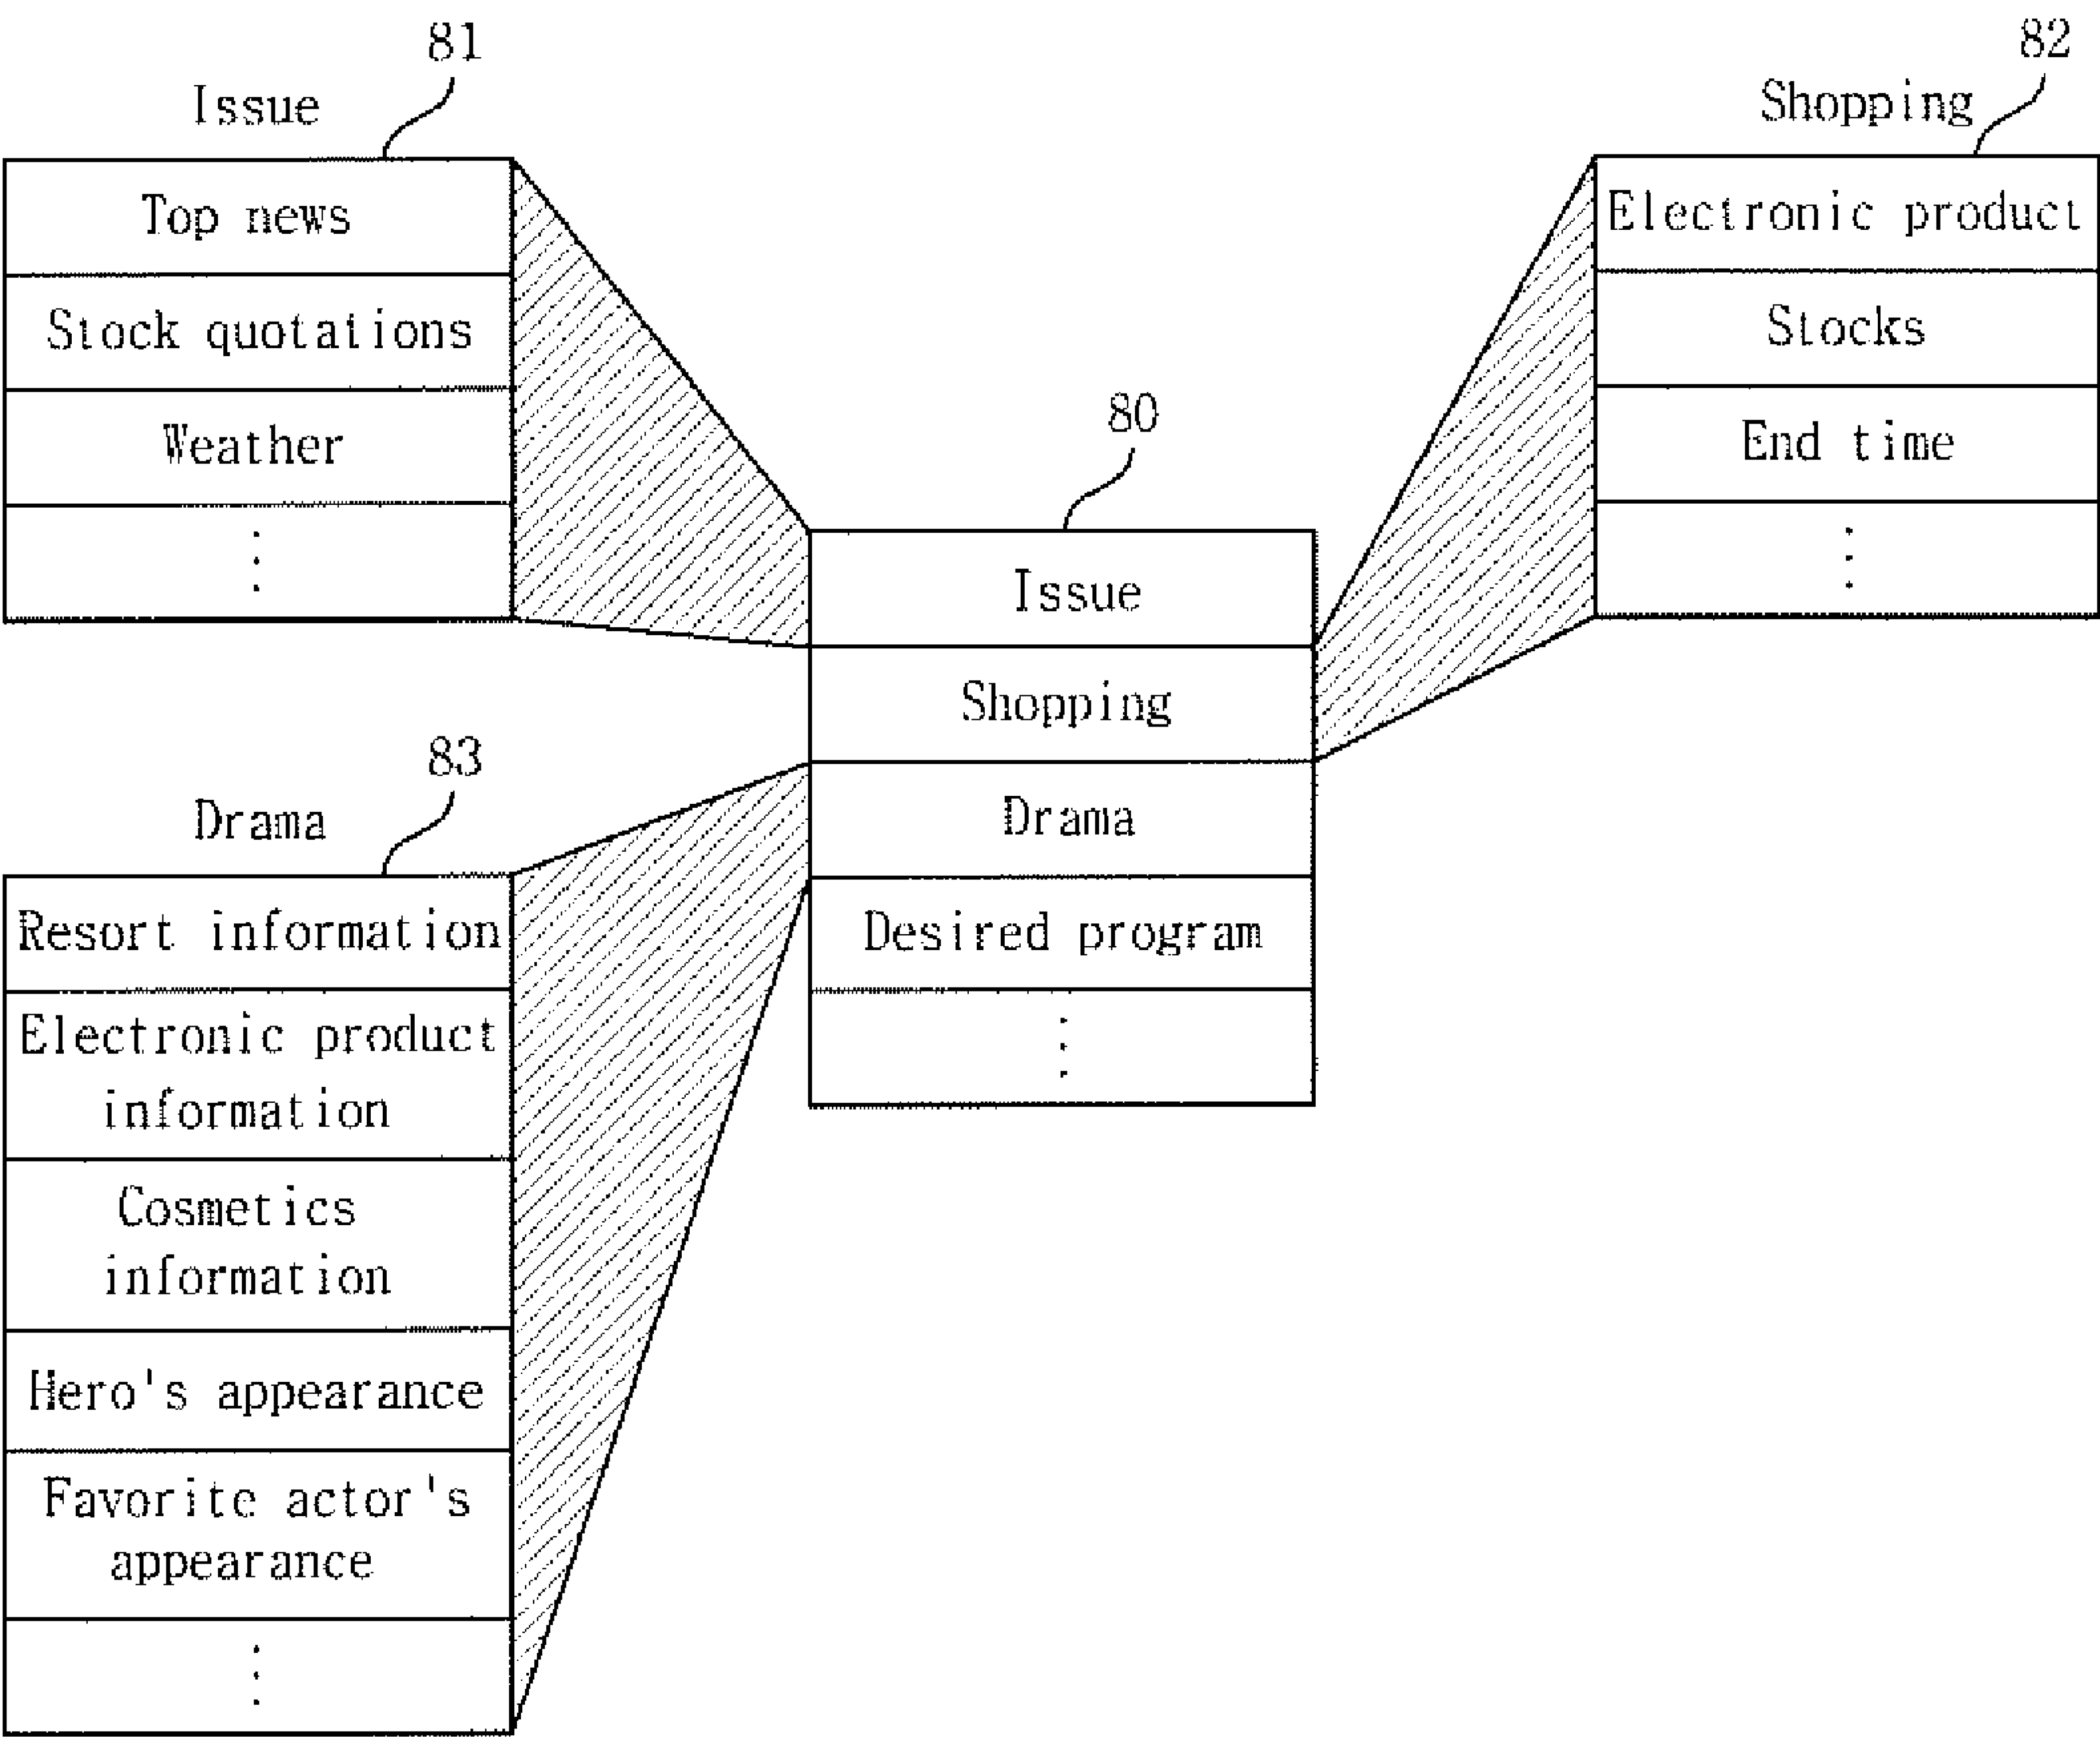 81
Issue
Top news
Stock quotations
Weather
82
Shopping
Electronic product
Stocks
End time
80
Issue
Shopping
Drama
Desired program
83
Drama
Resort information
Electronic product
information
Cosmetics
information
Hero's appearance
Favorite actor's
appearance